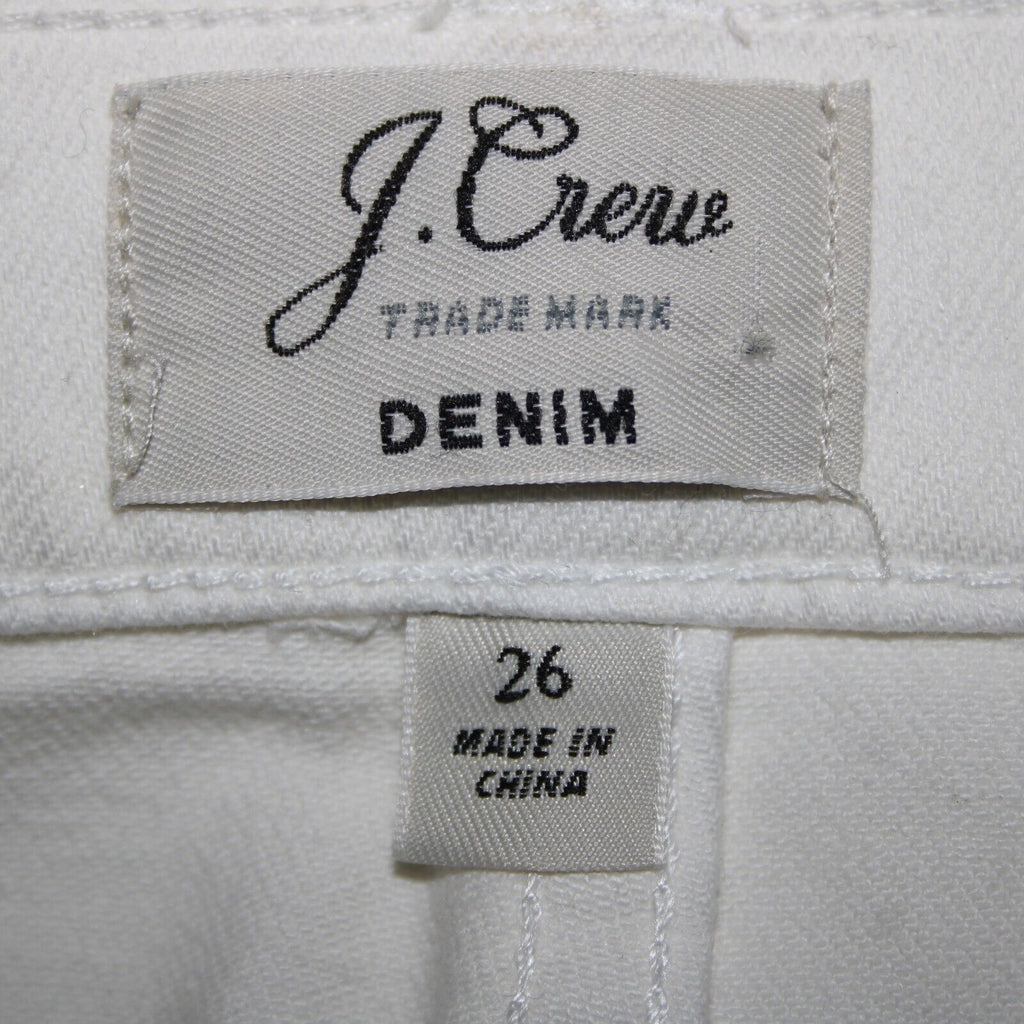 J.Crew
TRADE MARK
DENIM
26
MADE IN
CHINA